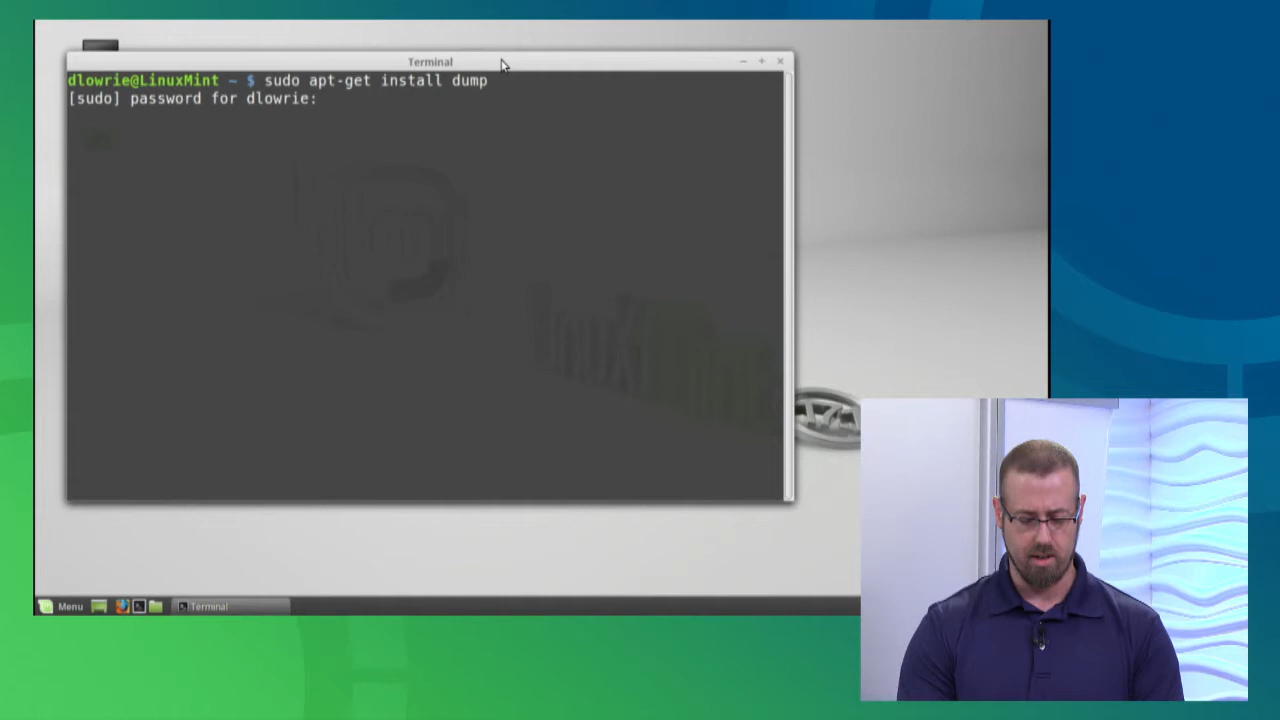 Terminal
dlowrie@LinuxMint ~ $ sudo apt-get install dump
[sudo] password for dlowrie:
Menu
Terminal